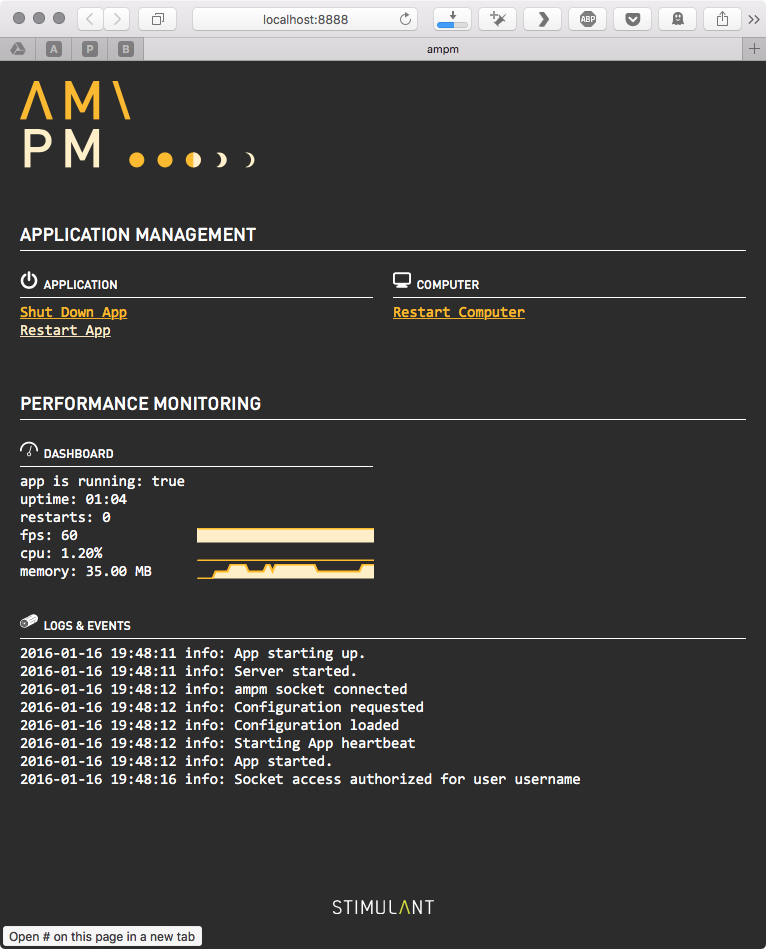 localhost:8888
ABP
A
P
B
ampm
AM\
PM
APPLICATION MANAGEMENT
APPLICATION
COMPUTER
Shut Down App
Restart Computer
Restart App
PERFORMANCE MONITORING
DASHBOARD
app is running: true
uptime: 01:04
restarts: 0
fps: 60
cpu: 1.20%
memory: 35.00 MB
LOGS & EVENTS
2016-01-16 19:48:11 info: App starting up.
2016-01-16 19:48:11 info: Server started.
2016-01-16 19:48:12 info: ampm socket connected
2016-01-16 19:48:12 info: Configuration requested
2016-01-16 19:48:12 info: Configuration loaded
2016-01-16 19:48:12 info: Starting App heartbeat
2016-01-16 19:48:12 info: App started.
2016-01-16 19:48:16 info: Socket access authorized for user username
STIMULANT
Open # on this page in a new tab